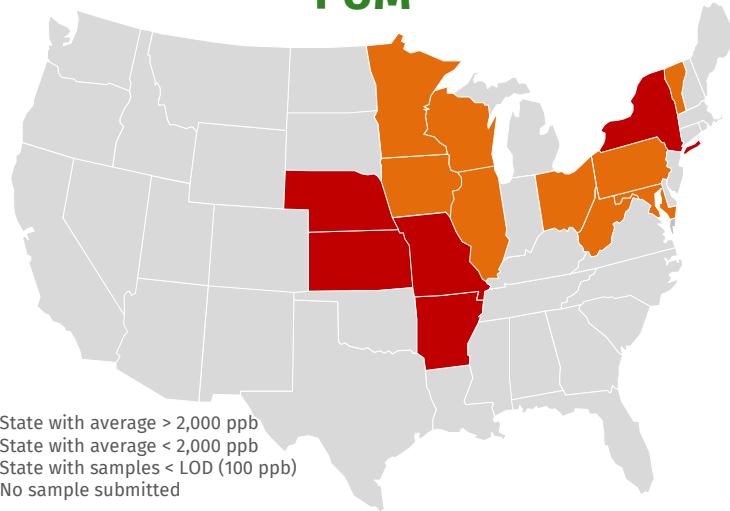 FUM
State with average > 2,000 ppb
State with average < 2,000 ppb
State with samples < LOD (100 ppb)
No sample submitted